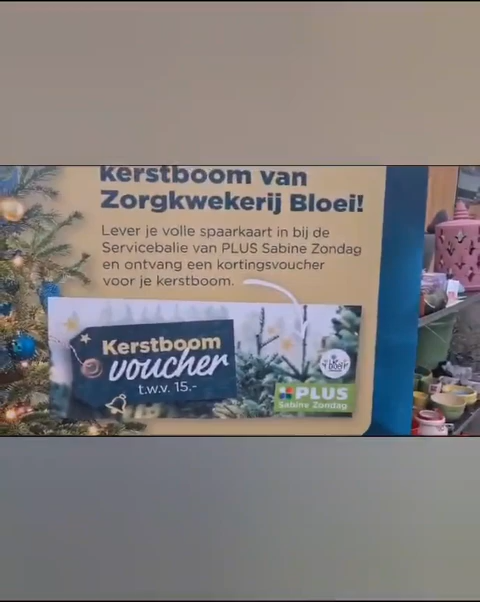 kerstboom van
Zorgkwekerij Bloei!
Lever je volle spaarkaart in bij de
Servicebalie van PLUS Sabine Zondag
en ontvang een kortingsvoucher
voor je kerstboom.
Kerstboom
voucher
t.w.v. 15.-
PLUS
Sabine Zondag